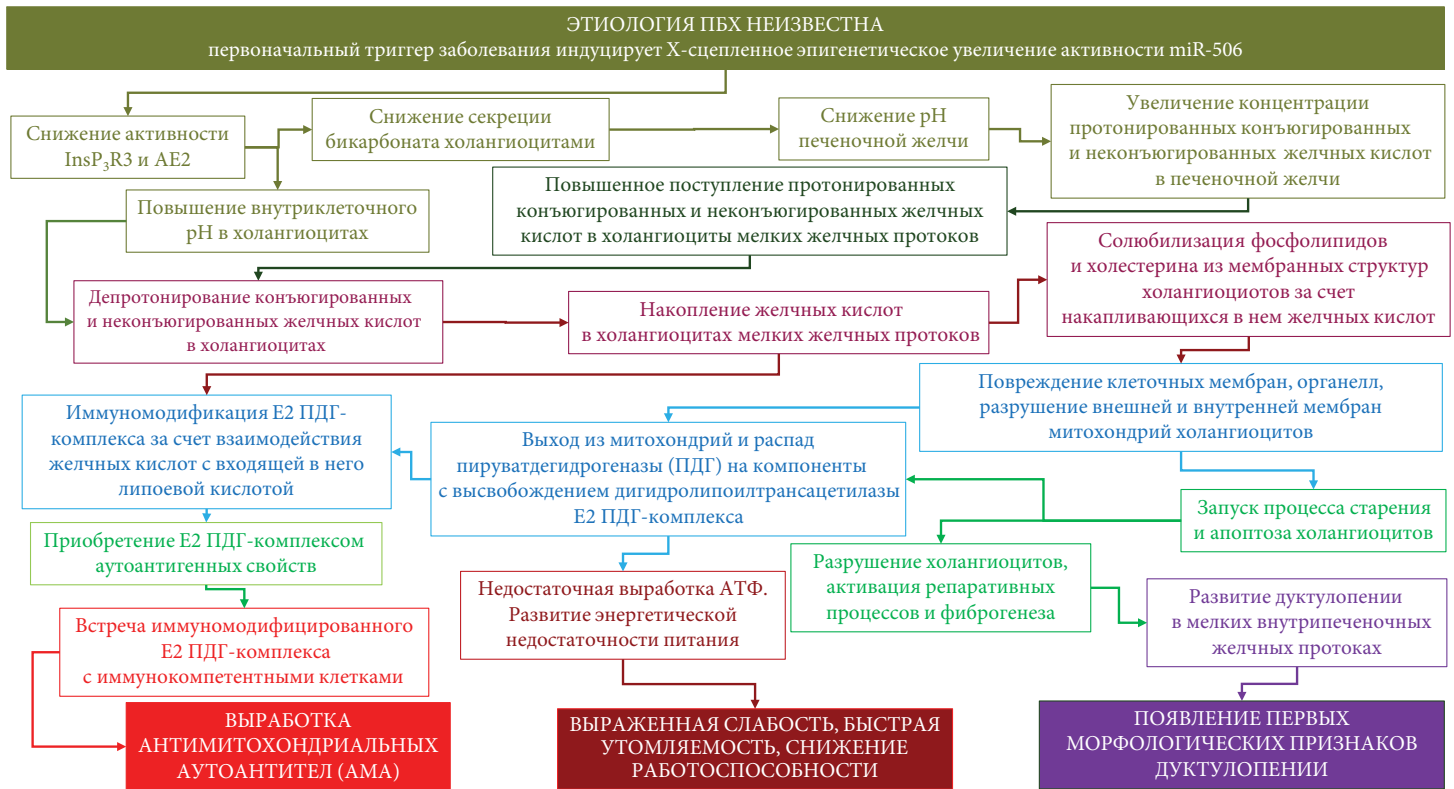 ЭТИОЛОГИЯ ПБХ НЕИЗВЕСТНА
первоначальный триггер заболевания индуцирует Х-сцепленное эпигенетическое увеличение активности miR-506
Снижение активности
InsP₃R3 и AE2
Снижение секреции
бикарбоната холангиоцитами
Снижение pH
печеночной желчи
Увеличение концентрации
протонированных конъюгированных
и неконъюгированных желчных кислот
в печеночной желчи
Повышение внутриклеточного
pH в холангиоцитах
Повышенное поступление протонированных
конъюгированных и неконъюгированных желчных
кислот в холангиоциты мелких желчных протоков
Депротонирование конъюгированных
и неконъюгированных желчных кислот
в холангиоцитах
Накопление желчных кислот
в холангиоцитах мелких желчных протоков
Солюбилизация фосфолипидов
и холестерина из мембранных структур
холангиоциотов за счет
накапливающихся в нем желчных кислот
Иммуномодификация Е2 ПДГ-
комплекса за счет взаимодействия
желчных кислот с входящей в него
липоевой кислотой
Выход из митохондрий и распад
пируватдегидрогеназы (ПДГ) на компоненты
с высвобождением дигидролипоилтрансацетилазы
Е2 ПДГ-комплекса
Повреждение клеточных мембран, органелл,
разрушение внешней и внутренней мембран
митохондрий холангиоцитов
Запуск процесса старения
и апоптоза холангиоцитов
Приобретение Е2 ПДГ-комплексом
аутоантигенных свойств
Недостаточная выработка АТФ.
Развитие энергетической
недостаточности питания
Разрушение холангиоцитов,
активация репаративных
процессов и фиброгенеза
Развитие дуктулопении
в мелких внутрипеченочных
желчных протоках
Встреча иммуномодифицированного
Е2 ПДГ-комплекса
с иммунокомпетентными клетками
ВЫРАБОТКА
АНТИМИТОХОНДРИАЛЬНЫХ
АУТОАНТИТЕЛ (АМА)
ВЫРАЖЕННАЯ СЛАБОСТЬ, БЫСТРАЯ
УТОМЛЯЕМОСТЬ, СНИЖЕНИЕ
РАБОТОСПОСОБНОСТИ
ПОЯВЛЕНИЕ ПЕРВЫХ
МОРФОЛОГИЧЕСКИХ ПРИЗНАКОВ
ДУКТУЛОПЕНИИ